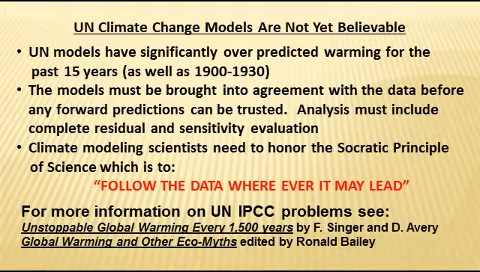 UN Climate Change Models Are Not Yet Believable
• UN models have significantly over predicted warming for the
past 15 years (as well as 1900-1930)
• The models must be brought into agreement with the data before
any forward predictions can be trusted. Analysis must include
complete residual and sensitivity evaluation
• Climate modeling scientists need to honor the Socratic Principle
of Science which is to:
“FOLLOW THE DATA WHERE EVER IT MAY LEAD”
For more information on UN IPCC problems see:
Unstoppable Global Warming Every 1,500 years by F. Singer and D. Avery
Global Warming and Other Eco-Myths edited by Ronald Bailey